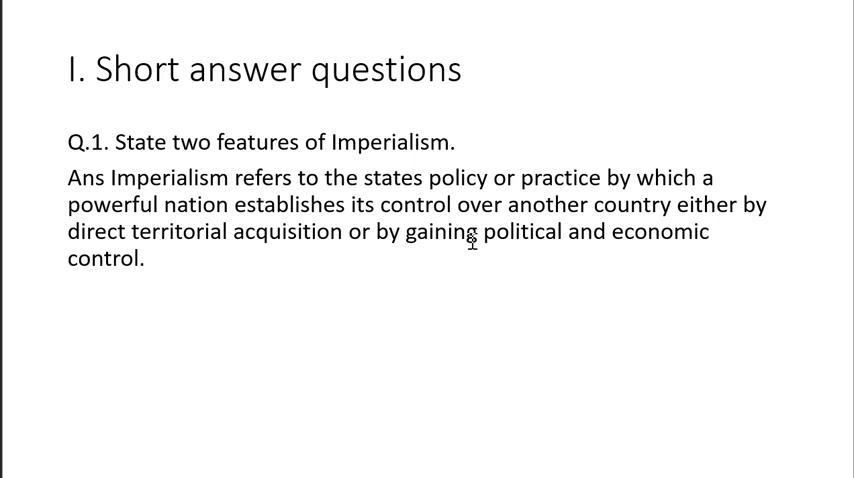 I. Short answer questions
Q.1. State two features of Imperialism.
Ans Imperialism refers to the states policy or practice by which a
powerful nation establishes its control over another country either by
direct territorial acquisition or by gaining political and economic
control.